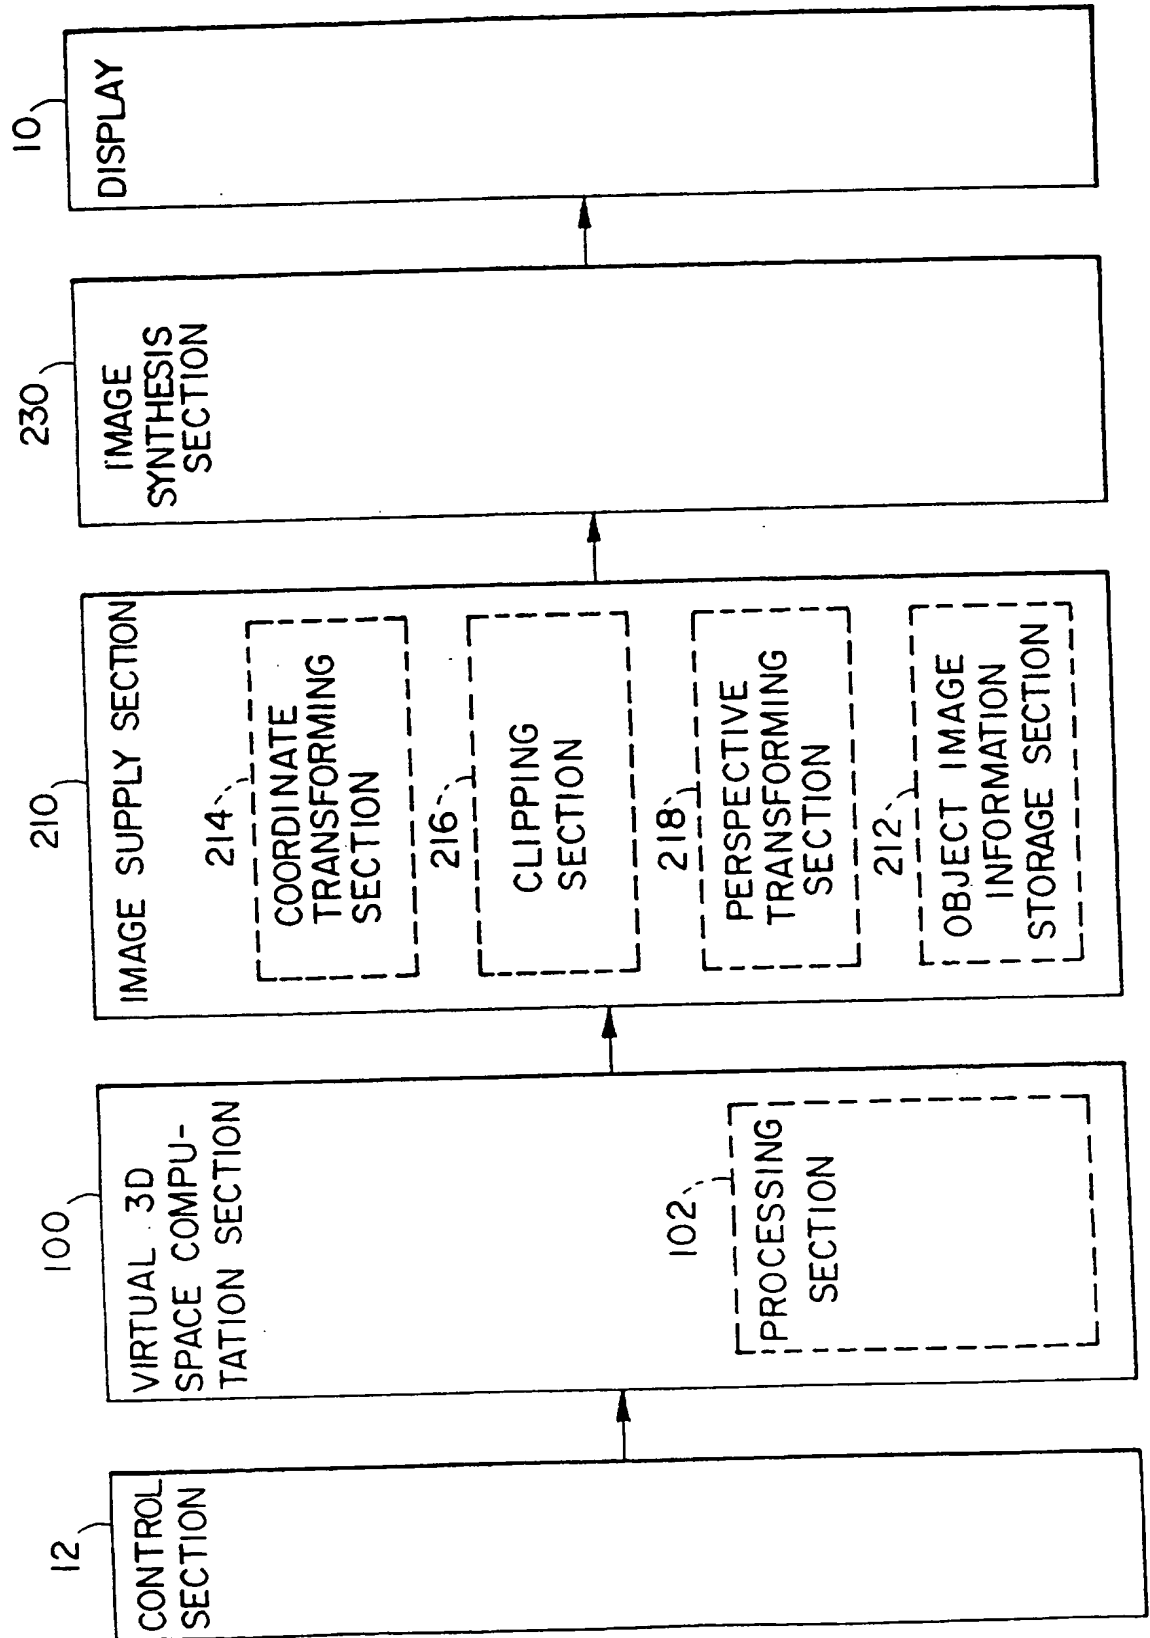 12
CONTROL
SECTION
100
VIRTUAL 3D
SPACE COMPU-
TATION SECTION
102
PROCESSING
SECTION
210
IMAGE SUPPLY SECTION
214
COORDINATE
TRANSFORMING
SECTION
216
CLIPPING
SECTION
218
PERSPECTIVE
TRANSFORMING
SECTION
212
OBJECT IMAGE
INFORMATION
STORAGE SECTION
230
IMAGE
SYNTHESIS
SECTION
10
DISPLAY